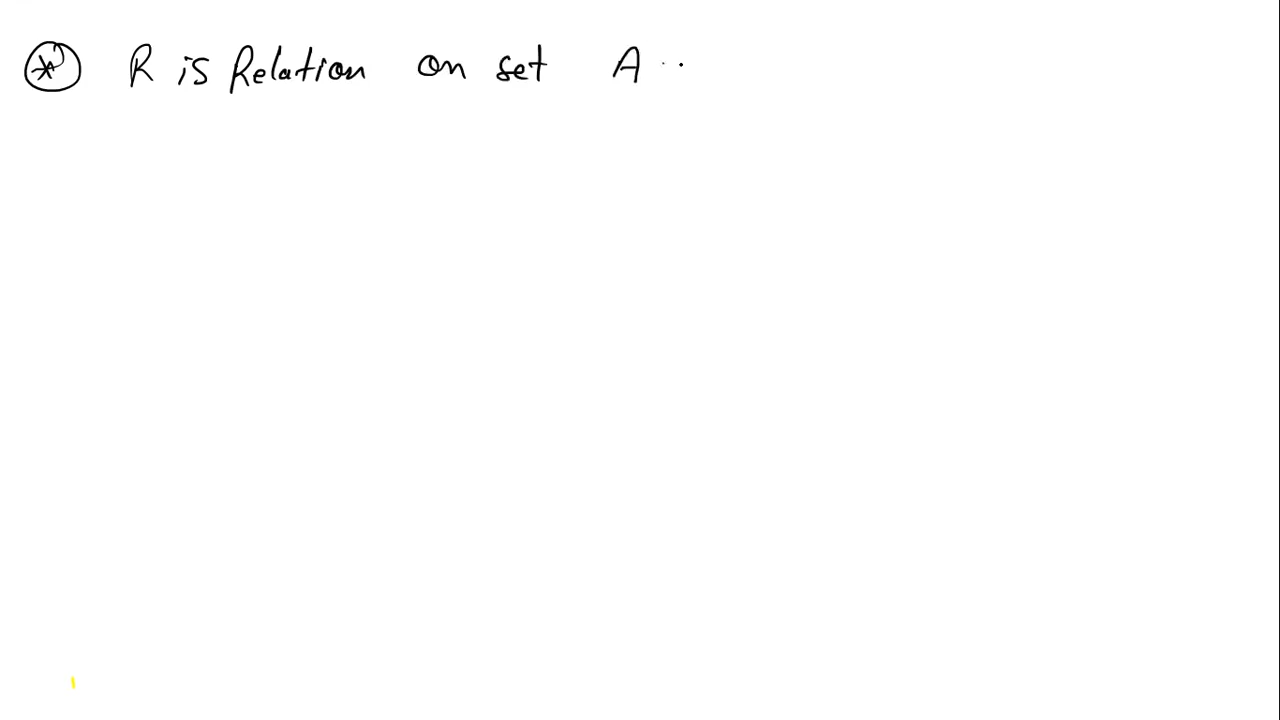 * R is Relation on set A ..